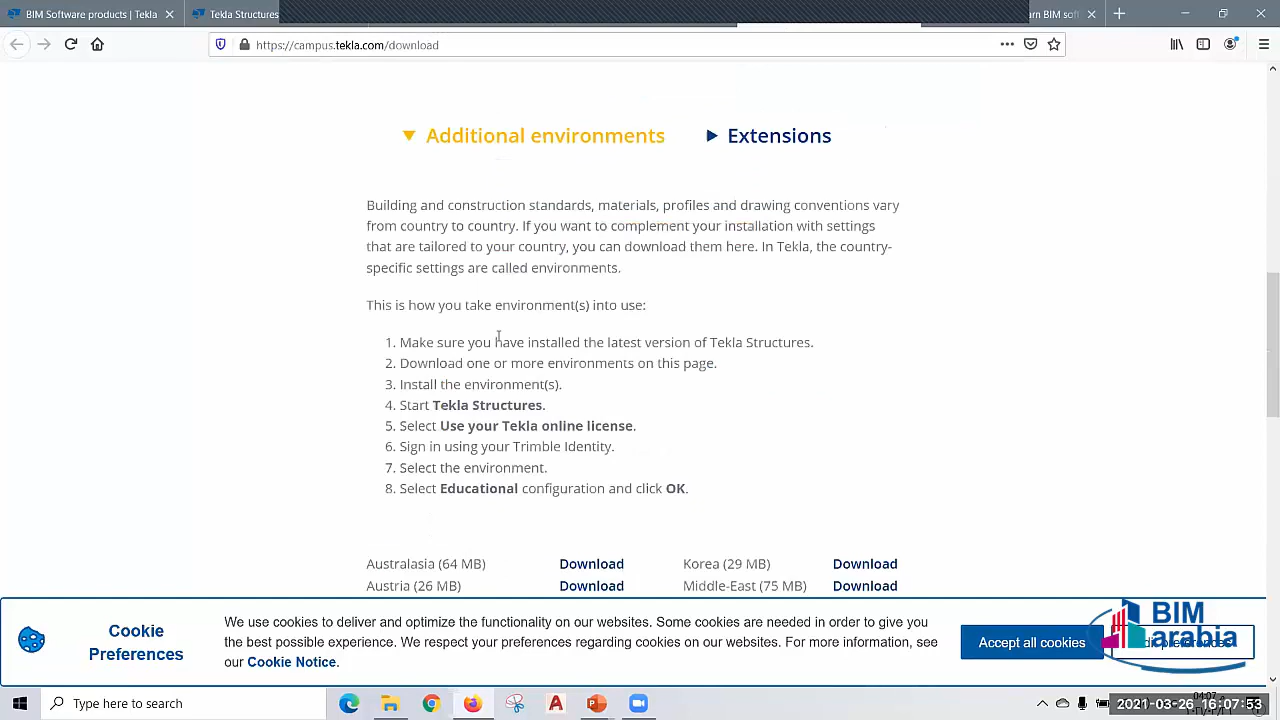 BIM Software products | Tekla
Tekla Structures
arn BIM sof
https://campus.tekla.com/download
Additional environments
Extensions
Building and construction standards, materials, profiles and drawing conventions vary
from country to country. If you want to complement your installation with settings
that are tailored to your country, you can download them here. In Tekla, the country-
specific settings are called environments.
This is how you take environment(s) into use:
1. Make sure you have installed the latest version of Tekla Structures.
2. Download one or more environments on this page.
3. Install the environment(s).
4. Start Tekla Structures.
5. Select Use your Tekla online license.
6. Sign in using your Trimble Identity.
7. Select the environment.
8. Select Educational configuration and click OK.
Australasia (64 MB) Download Korea (29 MB) Download
Austria (26 MB) Download Middle-East (75 MB) Download
Cookie
Preferences
We use cookies to deliver and optimize the functionality on our websites. Some cookies are needed in order to give you
the best possible experience. We respect your preferences regarding cookies on our websites. For more information, see
our Cookie Notice.
Accept all cookies
preferences
BIM
arabia
Type here to search
04:07
2021-03-26 16:07:53